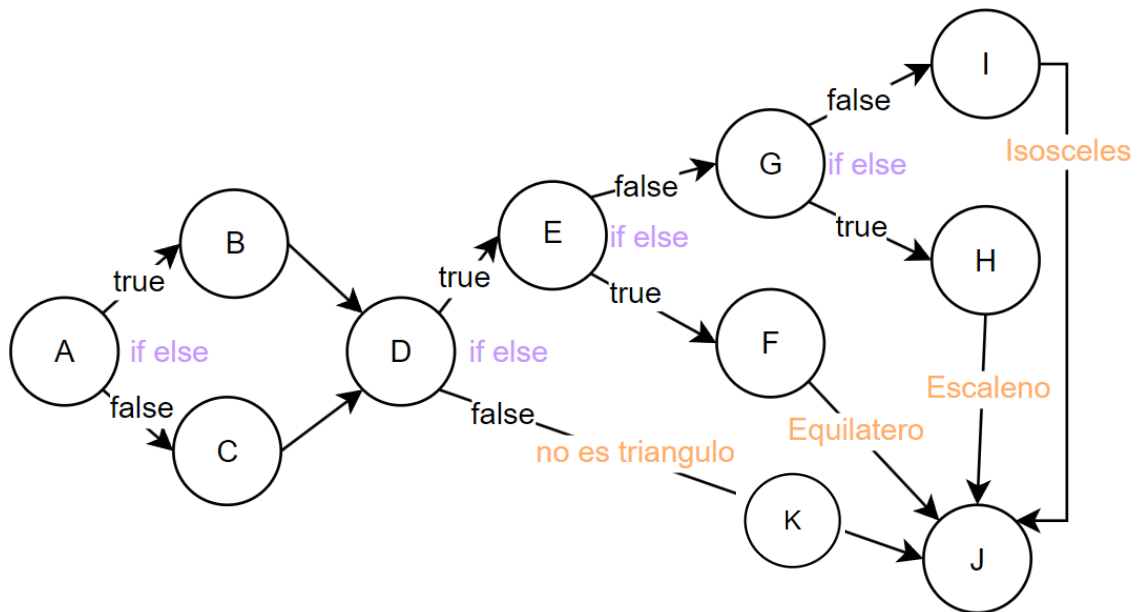 I
false
Isosceles
G
if else
false
true
B
E
if else
H
true
true
true
F
A
if else
D
if else
Escaleno
false
false
Equilatero
C
no es triangulo
K
J